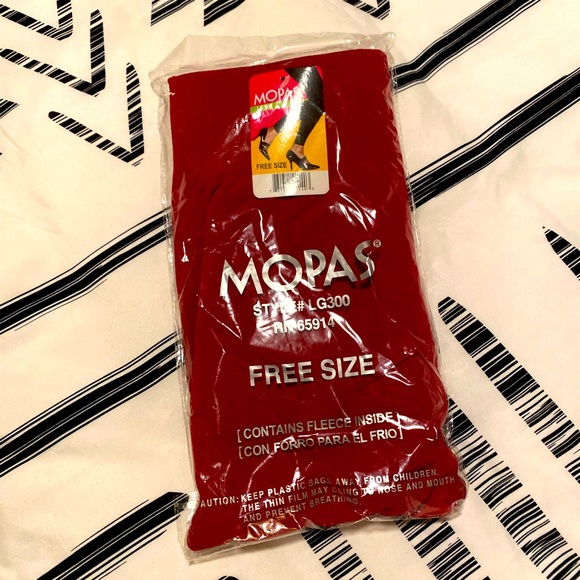 MOPAS
FREE SIZE
MOPAS®
STYLE# LG300
RN 65914
FREE SIZE
[ CONTAINS FLEECE INSIDE ]
[ CON FORRO PARA EL FRIO ]
CAUTION: KEEP PLASTIC BAGS AWAY FROM CHILDREN.
THE THIN FILM MAY CLING TO NOSE AND MOUTH
AND PREVENT BREATHING.